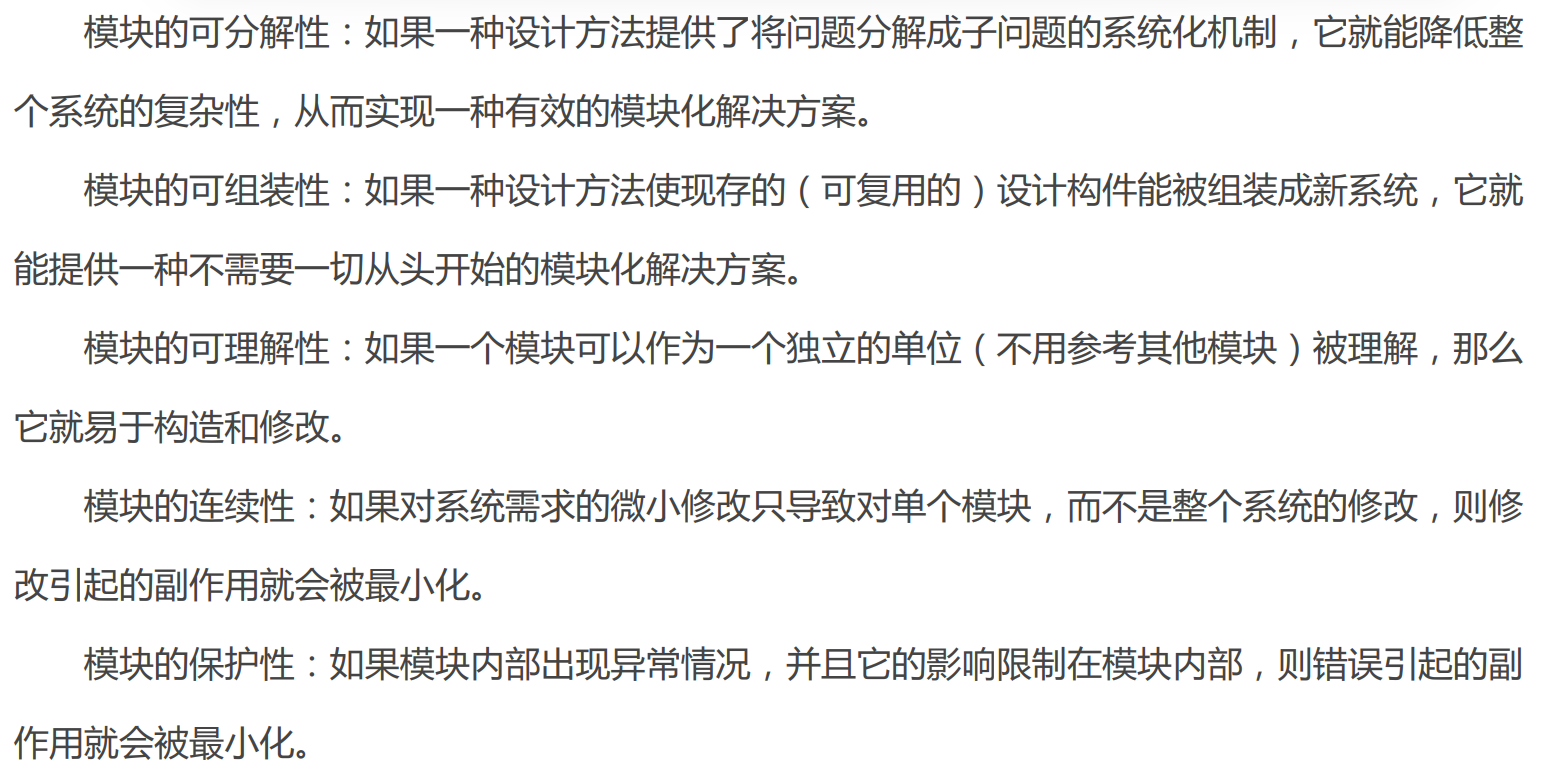 模块的可分解性：如果一种设计方法提供了将问题分解成子问题的系统化机制，它就能降低整
个系统的复杂性，从而实现一种有效的模块化解决方案。
模块的可组装性：如果一种设计方法使现存的（可复用的）设计构件能被组装成新系统，它就
能提供一种不需要一切从头开始的模块化解决方案。
模块的可理解性：如果一个模块可以作为一个独立的单位（不用参考其他模块）被理解，那么
它就易于构造和修改。
模块的连续性：如果对系统需求的微小修改只导致对单个模块，而不是整个系统的修改，则修
改引起的副作用就会被最小化。
模块的保护性：如果模块内部出现异常情况，并且它的影响限制在模块内部，则错误引起的副
作用就会被最小化。